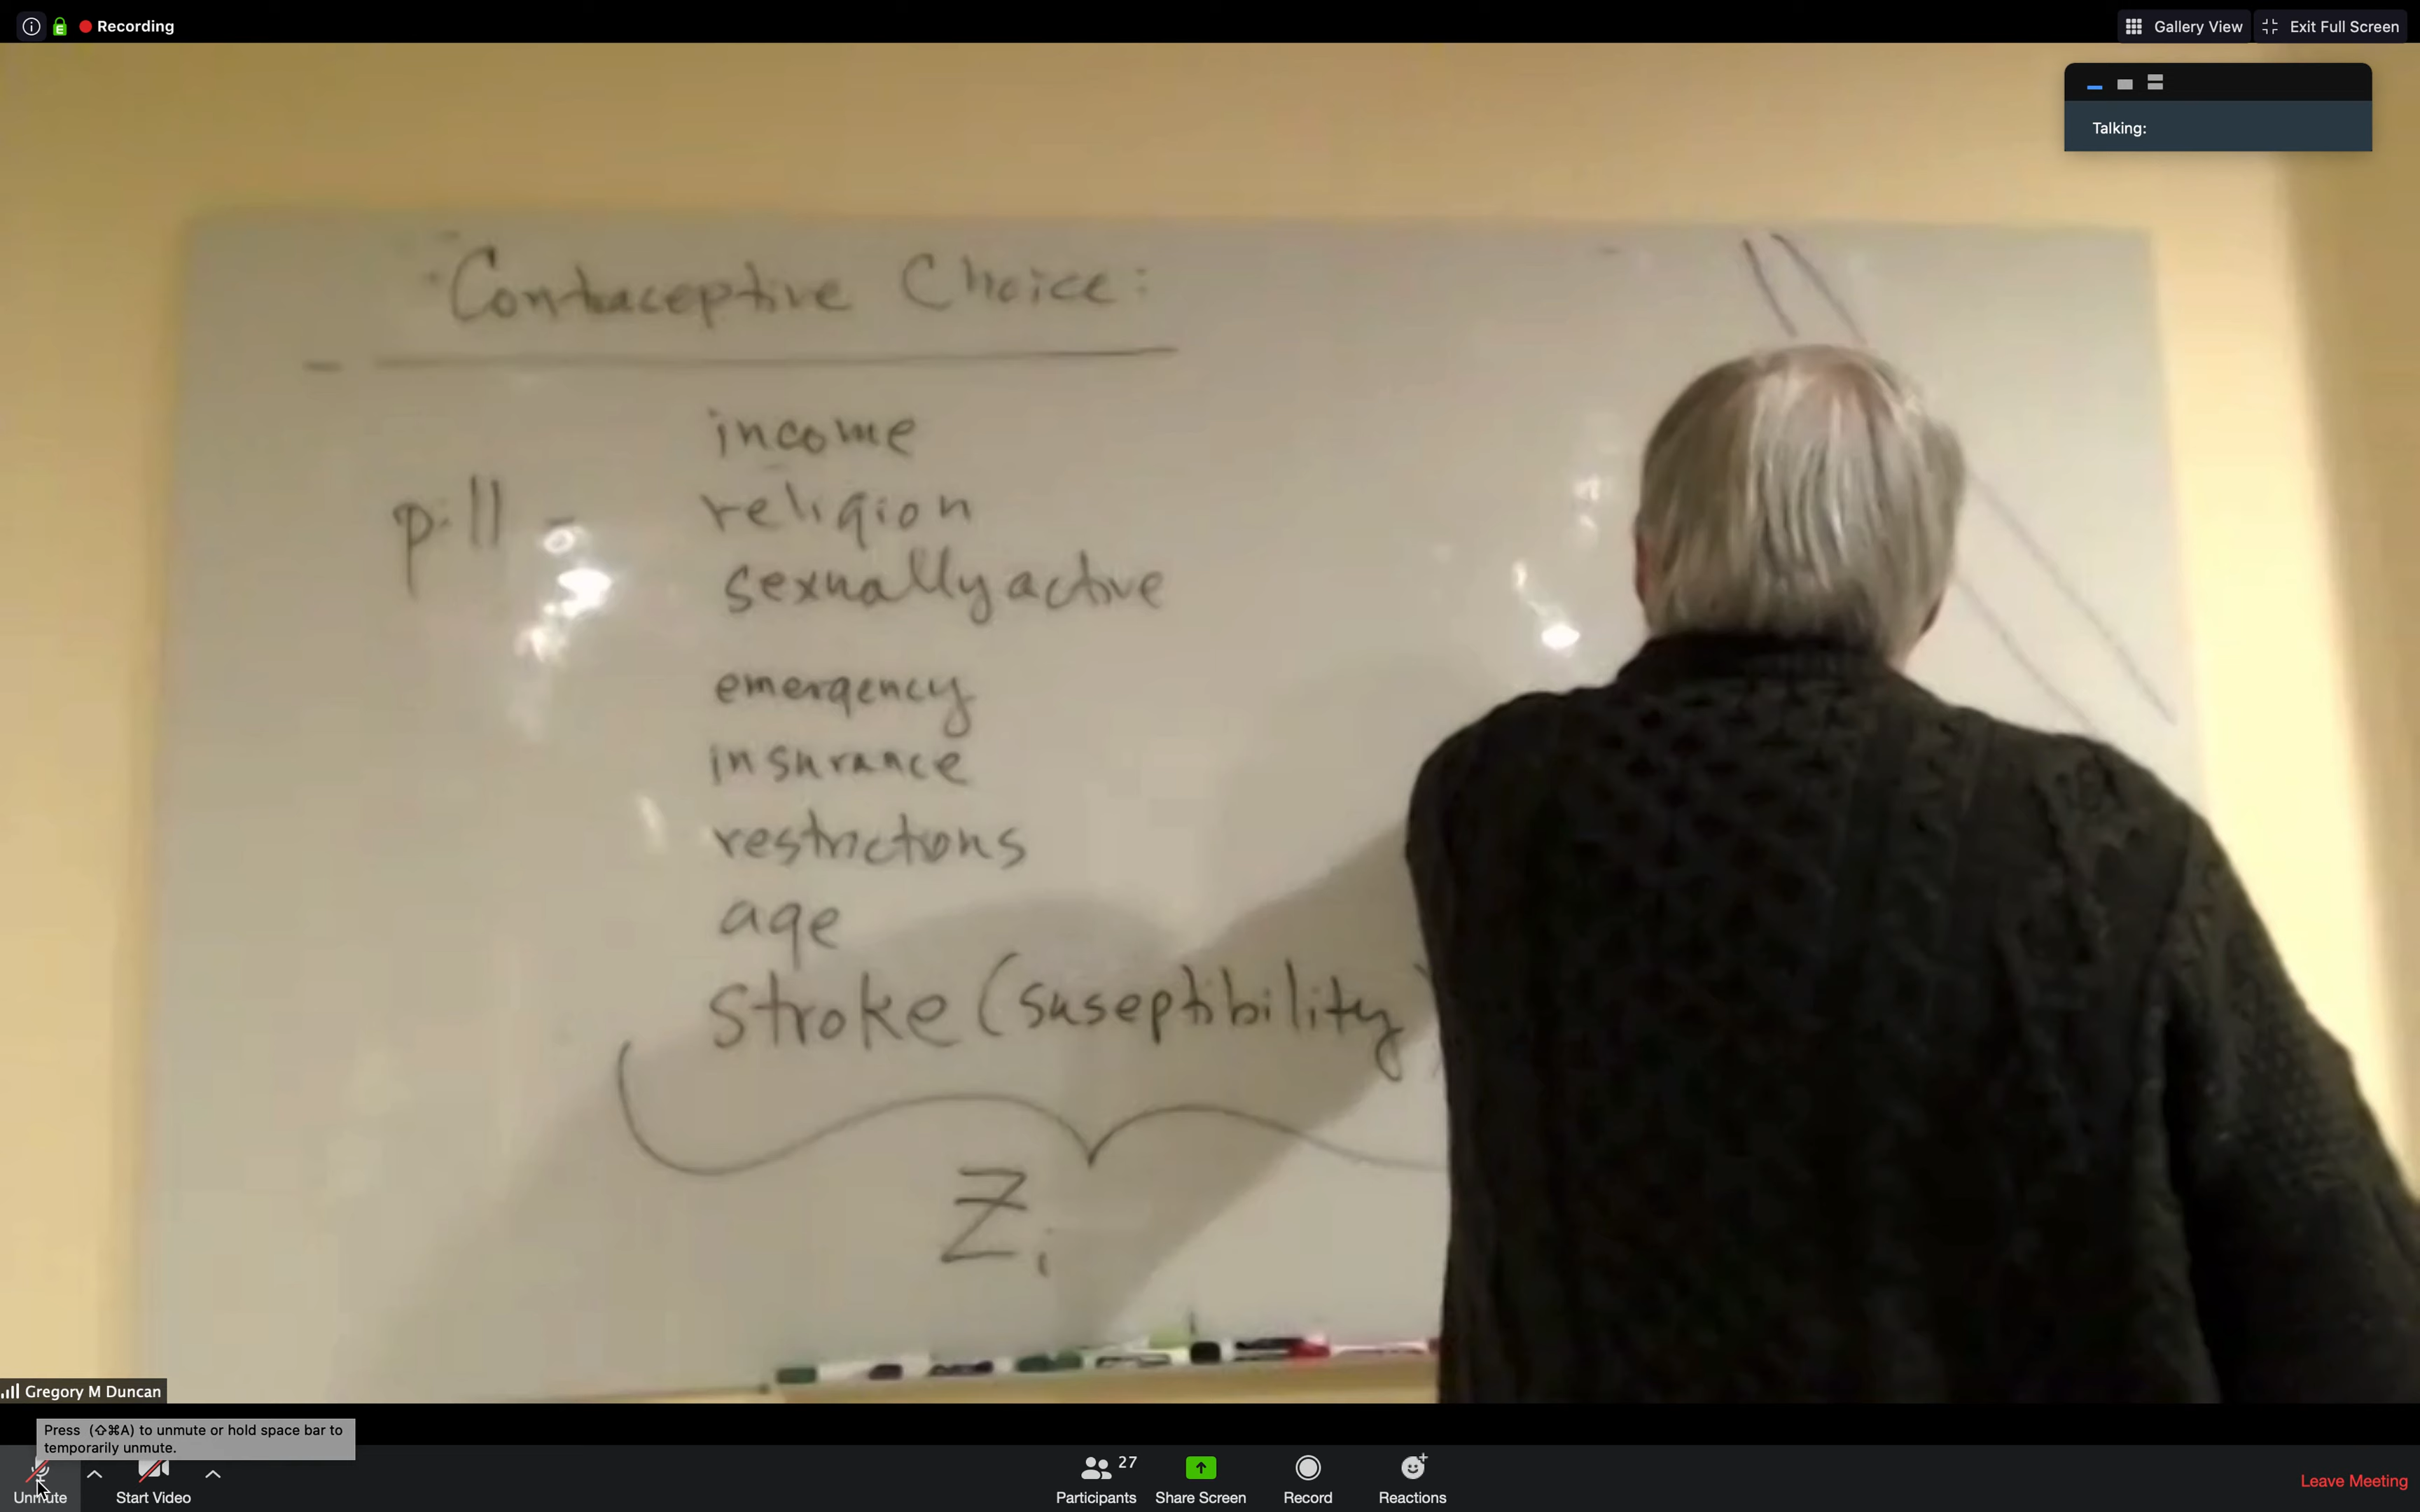 Recording
Gallery View
Exit Full Screen
Talking:
Contraceptive Choice:
income
pill - religion
sexually active
emergency
insurance
restrictions
age
Stroke (suseptibility)
Zi
Gregory M Duncan
Press (⇧⌘A) to unmute or hold space bar to
temporarily unmute.
Unmute
Start Video
27
Participants
Share Screen
Record
Reactions
Leave Meeting